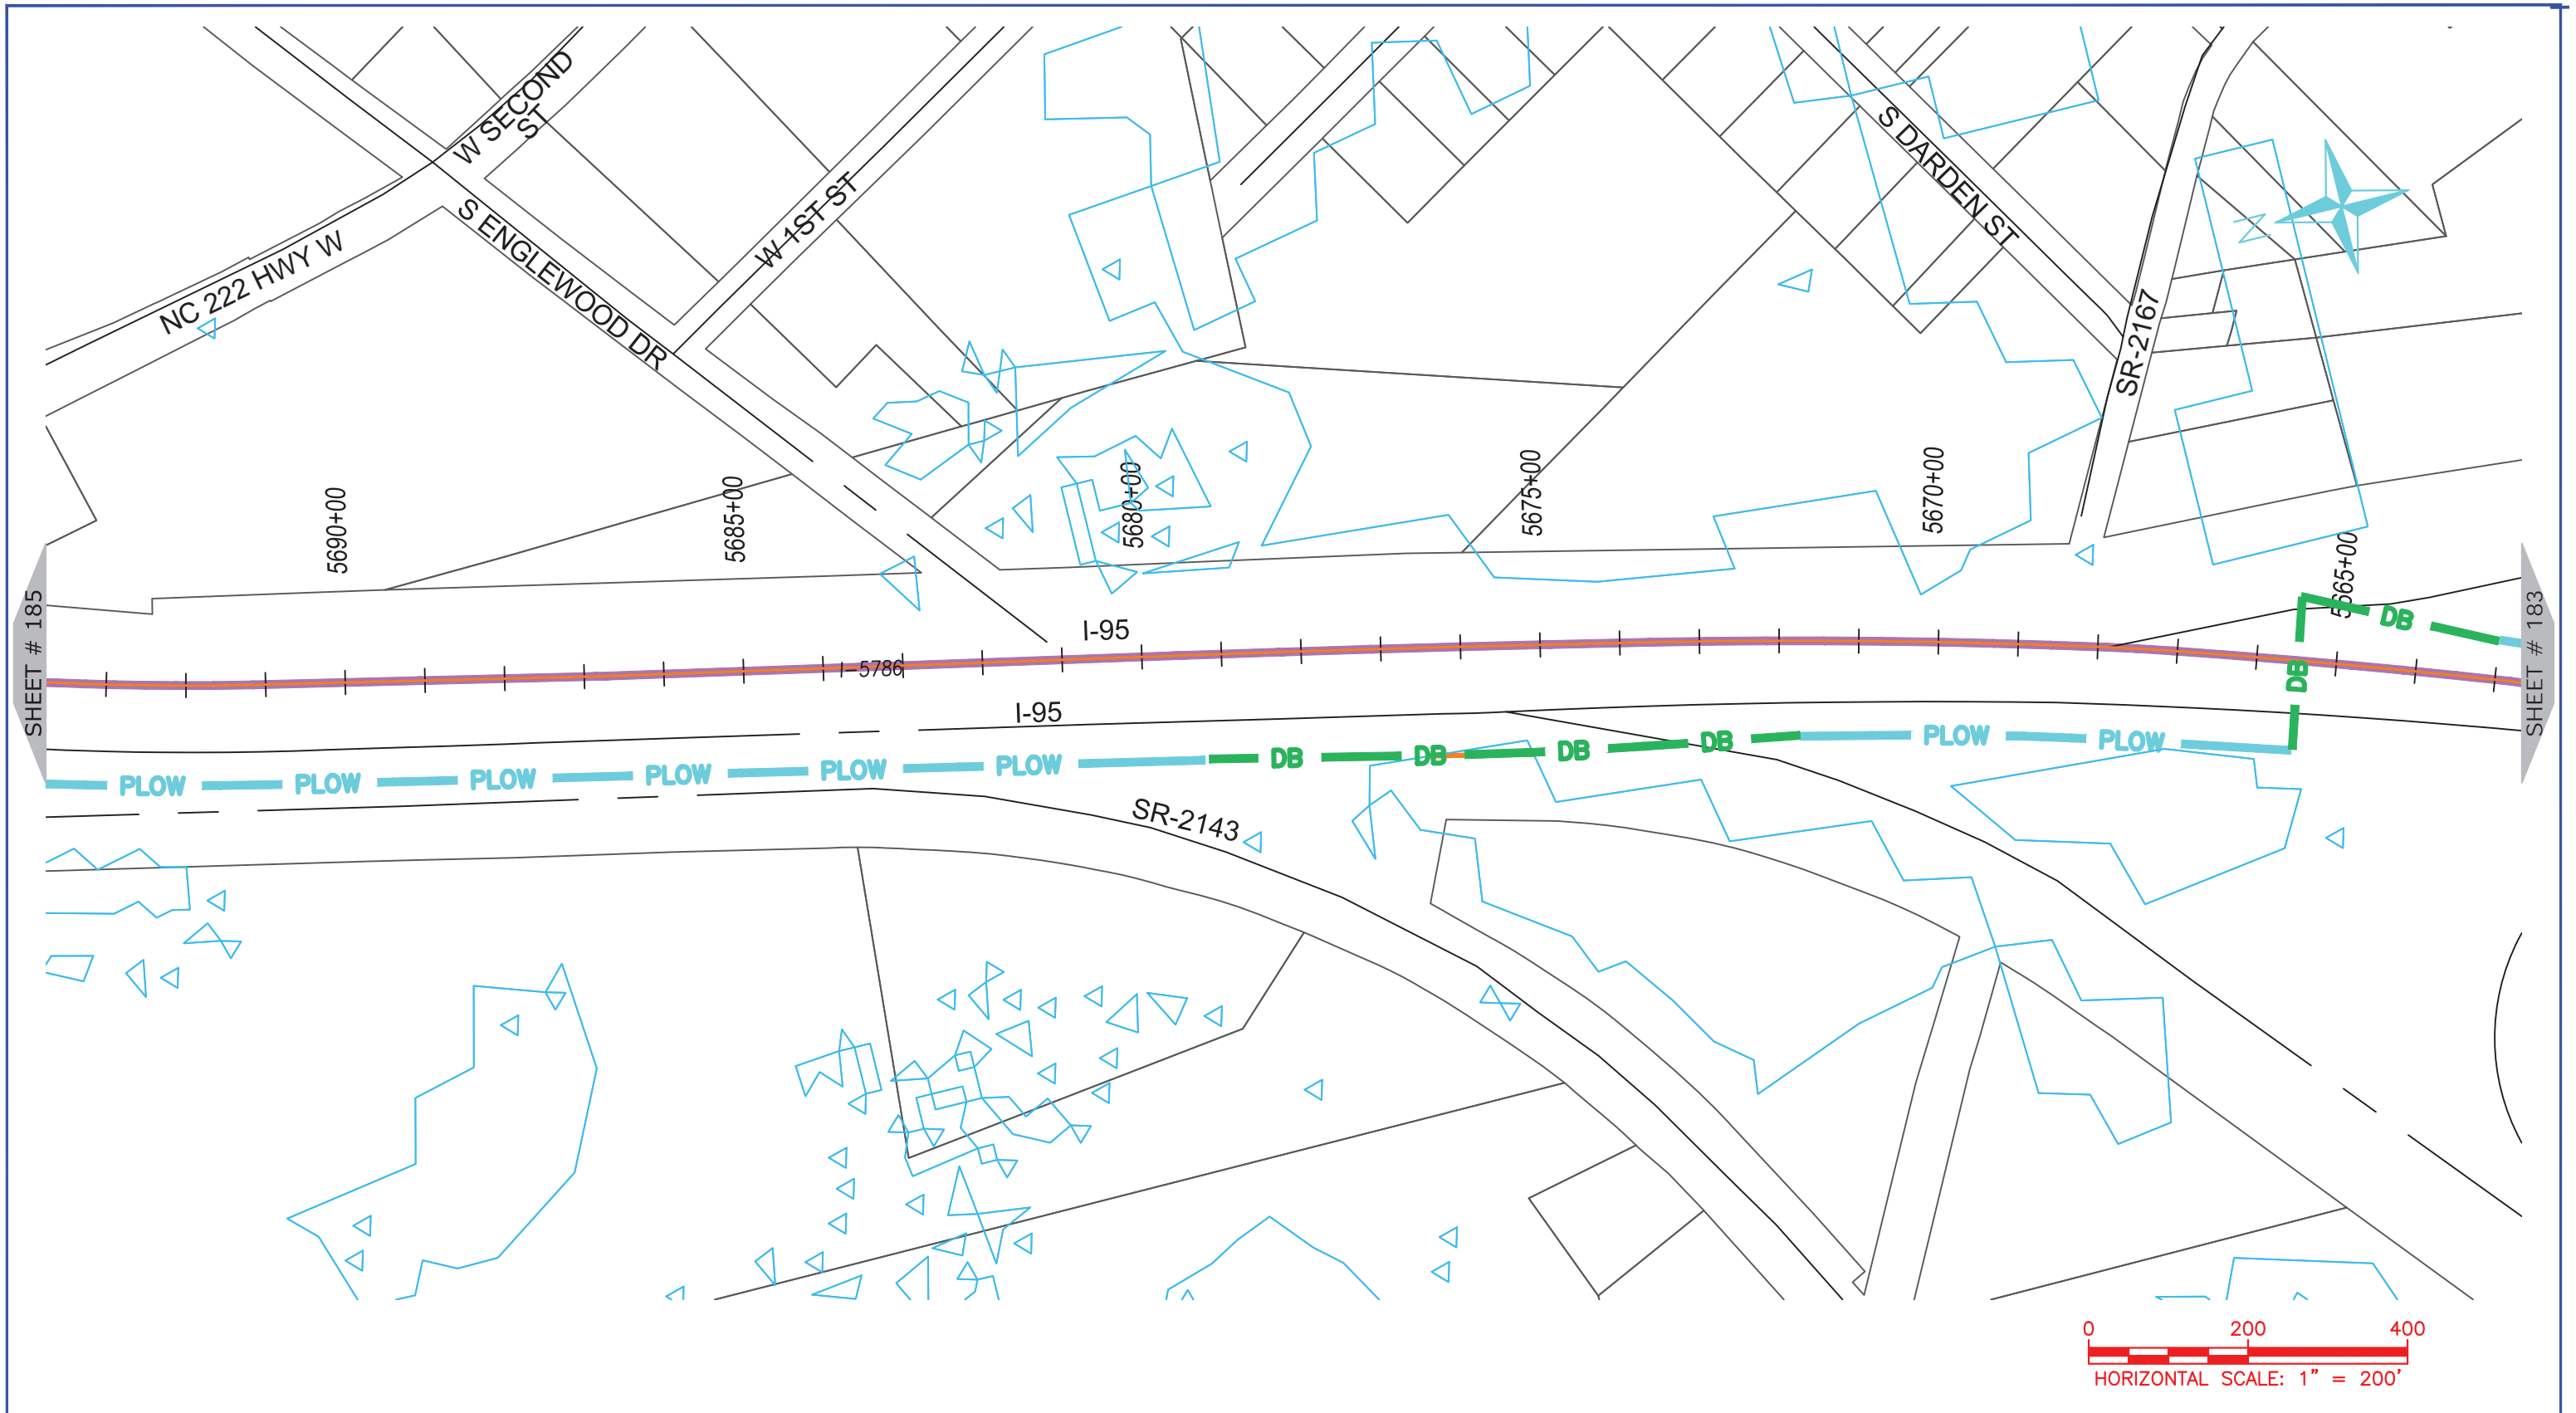 W SECOND
ST
S DARDEN ST
W 1ST ST
N
NC 222 HWY W
S ENGLEWOOD DR
SR-2167
5690+00
5685+00
5680+00
5675+00
5670+00
5665+00
SHEET # 185
SHEET # 183
I-95
DB
DB
-5786
I-95
PLOW PLOW PLOW PLOW PLOW PLOW DB DB DB DB PLOW PLOW
SR-2143
0 200 400
HORIZONTAL SCALE: 1" = 200'